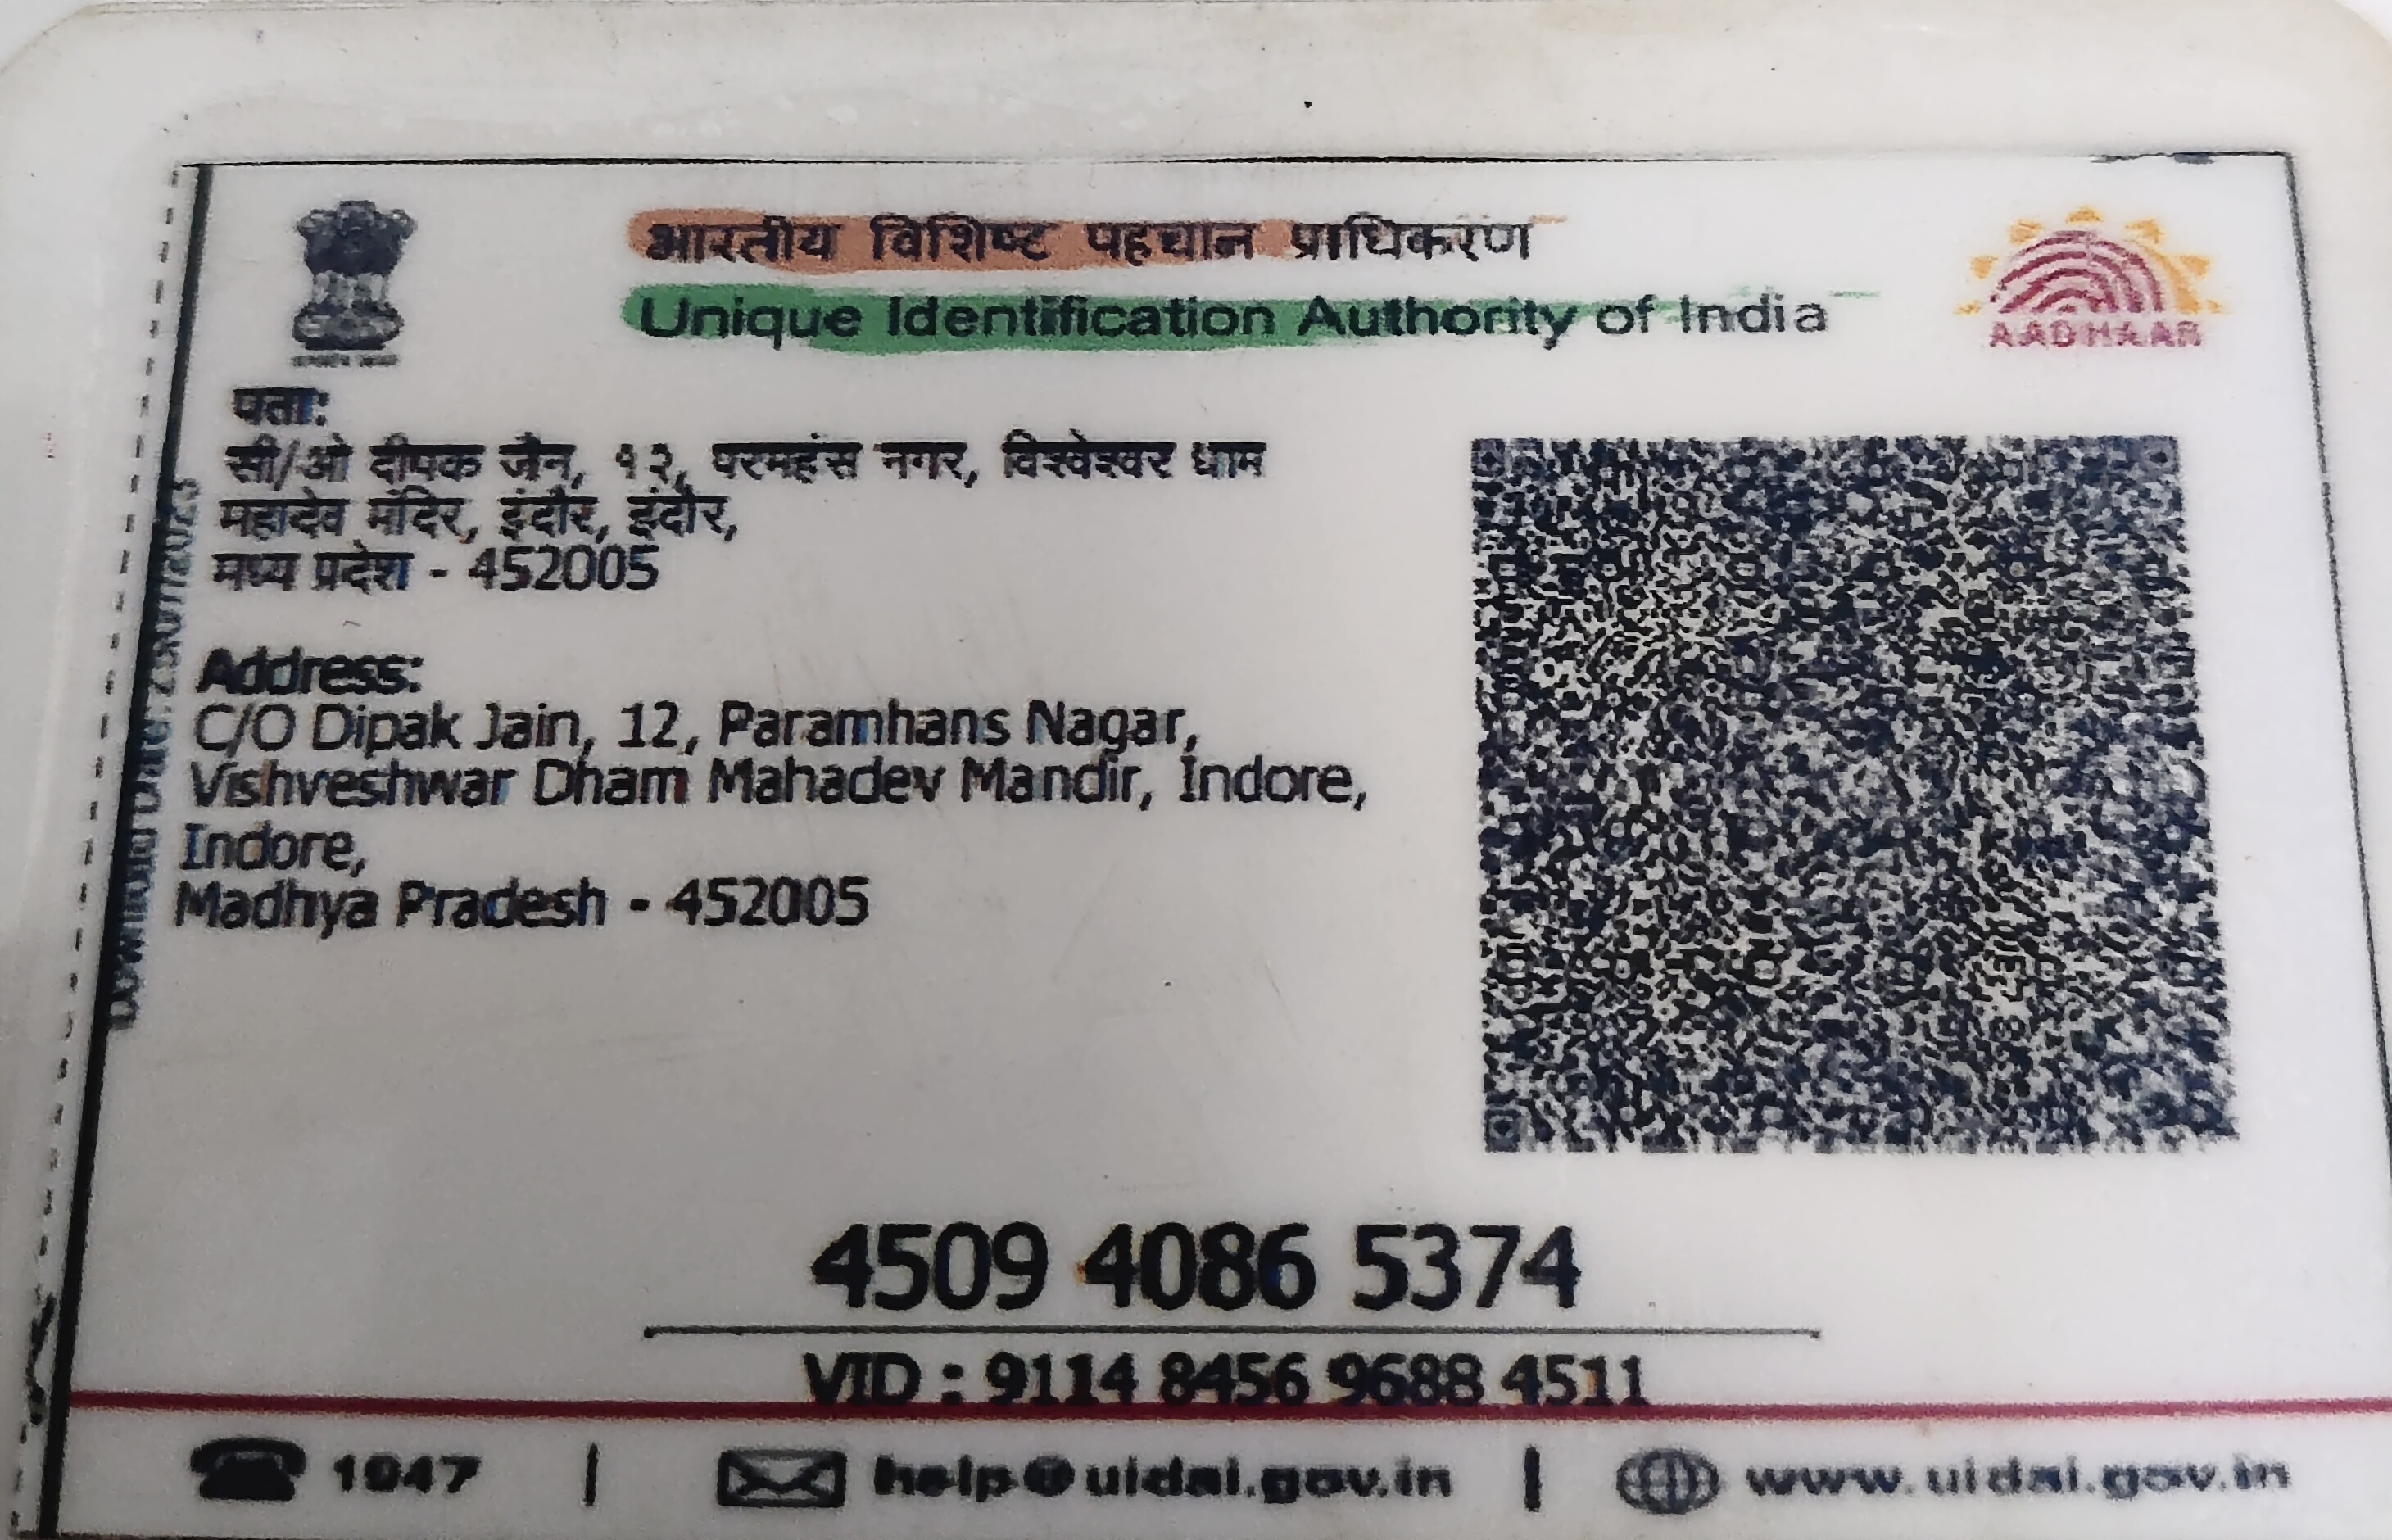 भारतीय विशिष्ट पहचान प्राधिकरण
Unique Identification Authority of India
AADHAAR
पता:
सी/ओ दीपक जैन, १२, परमहंस नगर, विश्वेश्वर धाम
महादेव मंदिर, इंदौर, इंदौर,
मध्य प्रदेश - 452005
Address:
C/O Dipak Jain, 12, Paramhans Nagar,
Vishveshwar Dham Mahadev Mandir, Indore,
Indore,
Madhya Pradesh - 452005
Download Date:
4509 4086 5374
VID : 9114 8456 9688 4511
1947 | help@uidai.gov.in | www.uidai.gov.in